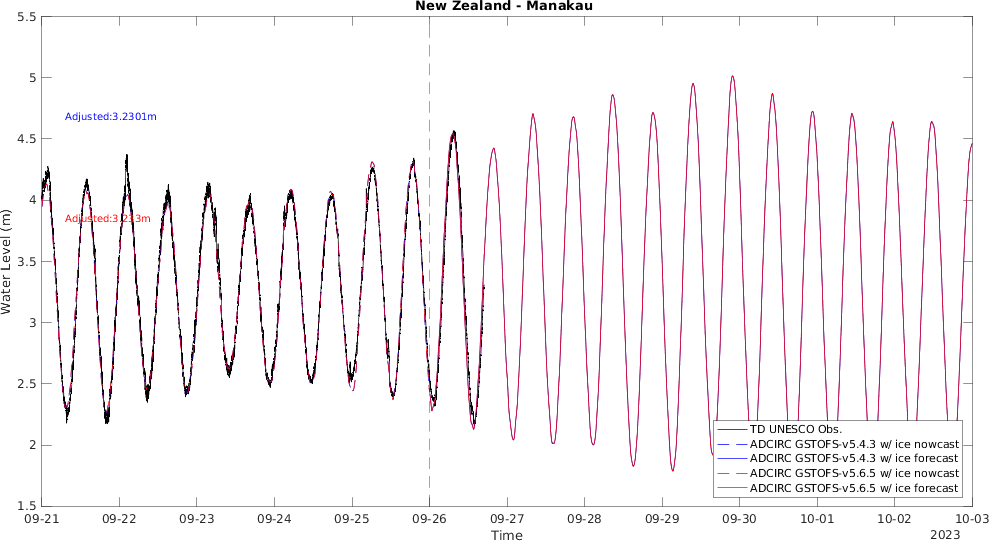 New Zealand - Manakau
5.5
5
4.5
4
3.5
3
2.5
2
1.5
Water Level (m)
Adjusted:3.2301m
Adjusted:3.233m
TD UNESCO Obs.
ADCIRC GSTOFS-v5.4.3 w/ ice nowcast
ADCIRC GSTOFS-v5.4.3 w/ ice forecast
ADCIRC GSTOFS-v5.6.5 w/ ice nowcast
ADCIRC GSTOFS-v5.6.5 w/ ice forecast
09-21 09-22 09-23 09-24 09-25 09-26 09-27 09-28 09-29 09-30 10-01 10-02 10-03
Time
2023